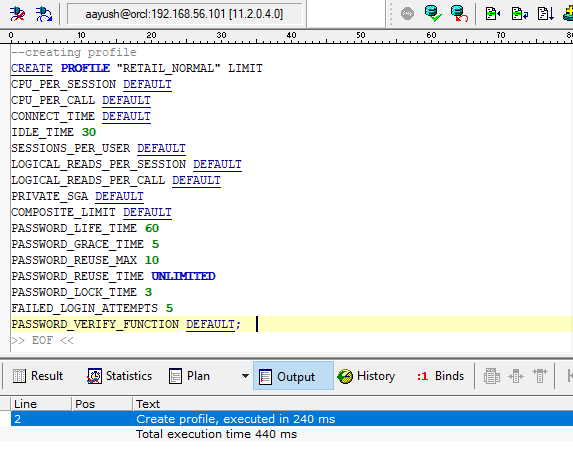 aayush@orcl:192.168.56.101 [11.2.0.4.0]
0 10 20 30 40 50 60 70 80
--creating profile
CREATE PROFILE "RETAIL_NORMAL" LIMIT
CPU_PER_SESSION DEFAULT
CPU_PER_CALL DEFAULT
CONNECT_TIME DEFAULT
IDLE_TIME 30
SESSIONS_PER_USER DEFAULT
LOGICAL_READS_PER_SESSION DEFAULT
LOGICAL_READS_PER_CALL DEFAULT
PRIVATE_SGA DEFAULT
COMPOSITE_LIMIT DEFAULT
PASSWORD_LIFE_TIME 60
PASSWORD_GRACE_TIME 5
PASSWORD_REUSE_MAX 10
PASSWORD_REUSE_TIME UNLIMITED
PASSWORD_LOCK_TIME 3
FAILED_LOGIN_ATTEMPTS 5
PASSWORD_VERIFY_FUNCTION DEFAULT;
>> EOF <<
Result Statistics Plan Output History :1 Binds
Line Pos Text
2 Create profile, executed in 240 ms
Total execution time 440 ms